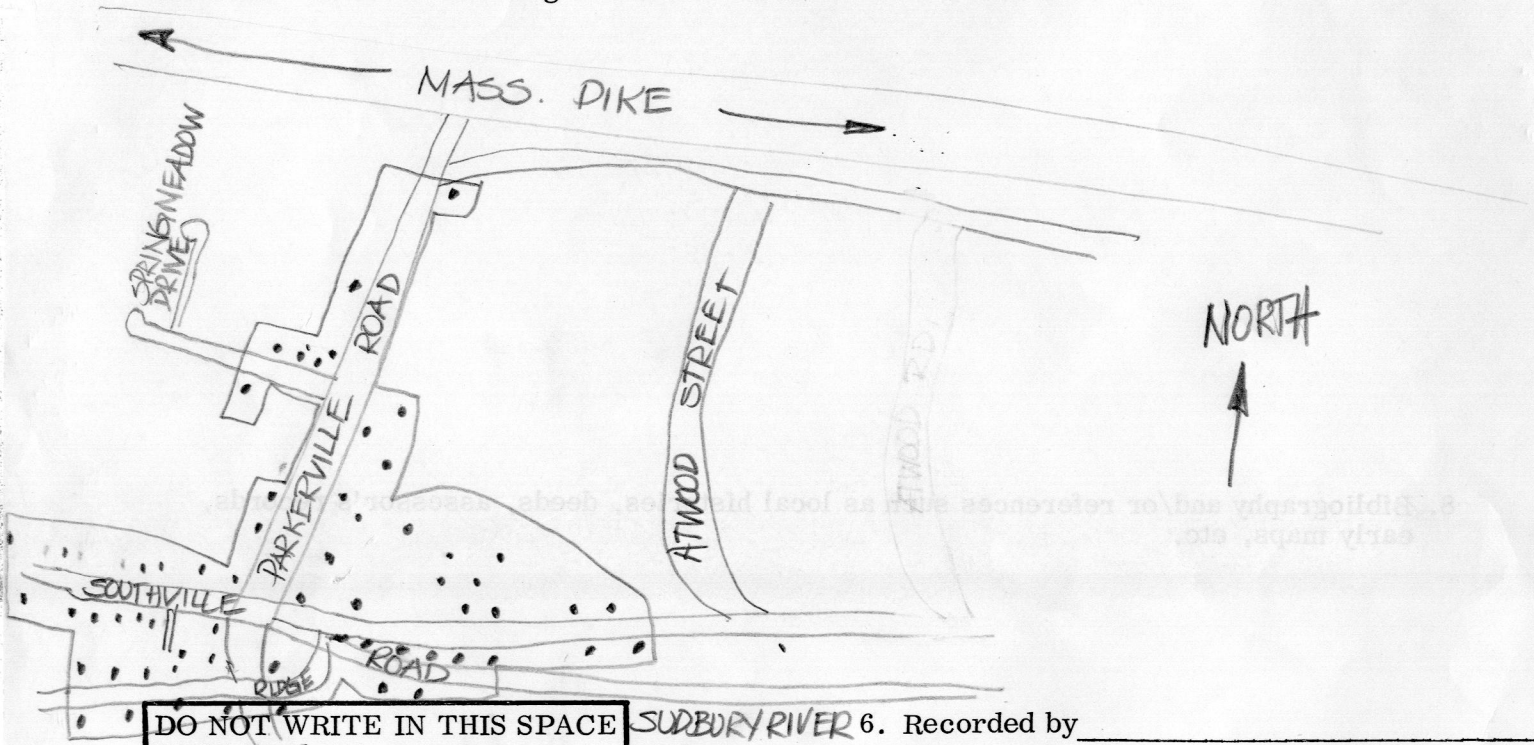 MASS. PIKE
SPRINGMEADOW
DRIVE
ROAD
PARKERVILLE
ATWOOD STREET
ATWOOD RD.
NORTH
8. Bibliography and/or references such as local histories, deeds, assessor's records,
early maps, etc.
SOUTHVILLE
ROAD
RIDGE
DO NOT WRITE IN THIS SPACE
SUDBURY RIVER
6. Recorded by